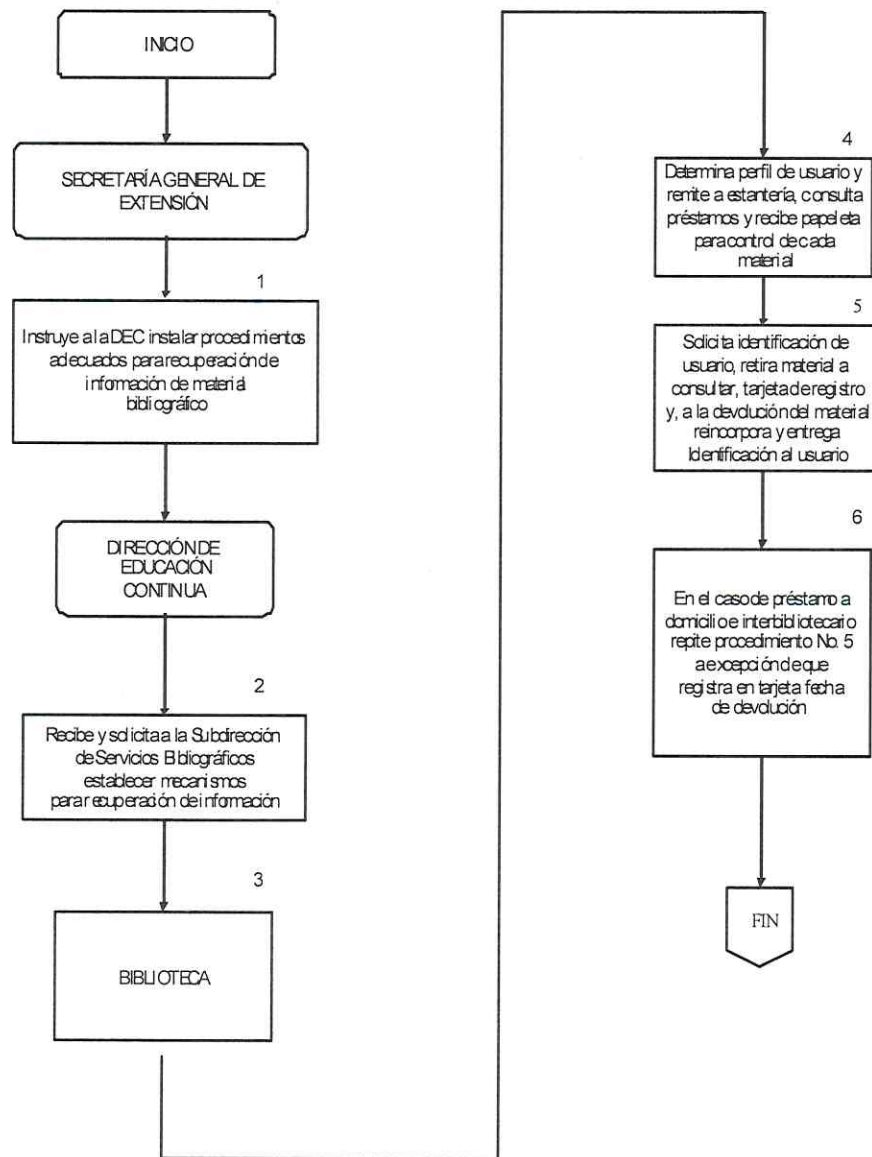 INICIO
SECRETARÍA GENERAL DE
EXTENSIÓN
1
Instruye a la DEC instalar procedimientos
adecuados para recuperación de
información de material
bibliográfico
DIRECCIÓN DE
EDUCACIÓN
CONTINUA
2
Recibe y solicita a la Subdirección
de Servicios Bibliográficos
establecer mecanismos
para recuperación de información
3
BIBLIOTECA
4
Determina perfil de usuario y
remite a estantería, consulta
préstamos y recibe papeleta
para control de cada
material
5
Solicita identificación de
usuario, retira material a
consultar, tarjeta de registro
y, a la devolución del material
reincorpora y entrega
Identificación al usuario
6
En el caso de préstamo a
domicilio e interbibliotecario
repite procedimiento No. 5
a excepción de que
registra en tarjeta fecha
de devolución
FIN